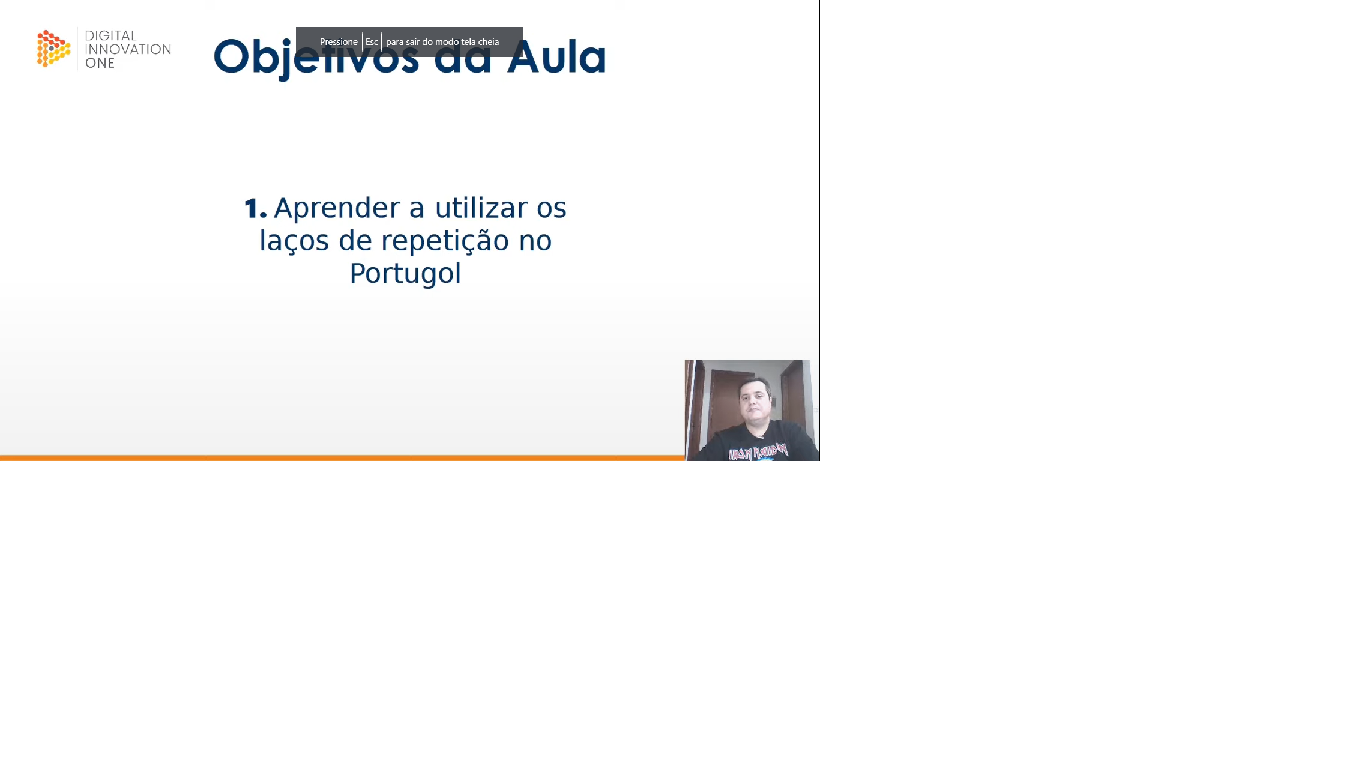 DIGITAL
INNOVATION
ONE
Pressione Esc para sair do modo tela cheia
Objetivos da Aula
1. Aprender a utilizar os
laços de repetição no
Portugol
IRON MAIDEN